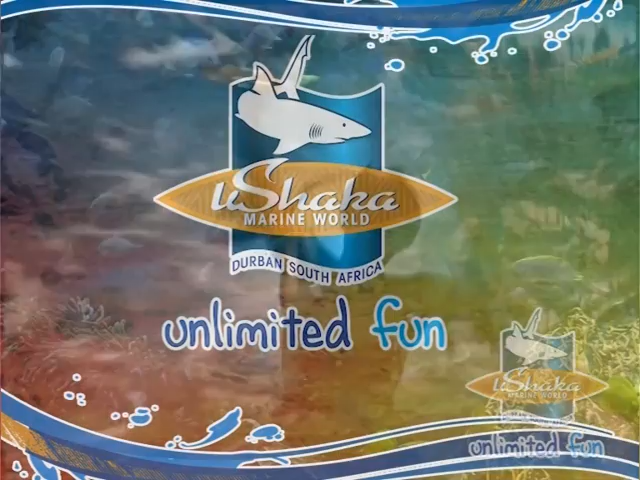 uShaka
MARINE WORLD
DURBAN SOUTH AFRICA
unlimited fun
uShaka
MARINE WORLD
unlimited fun